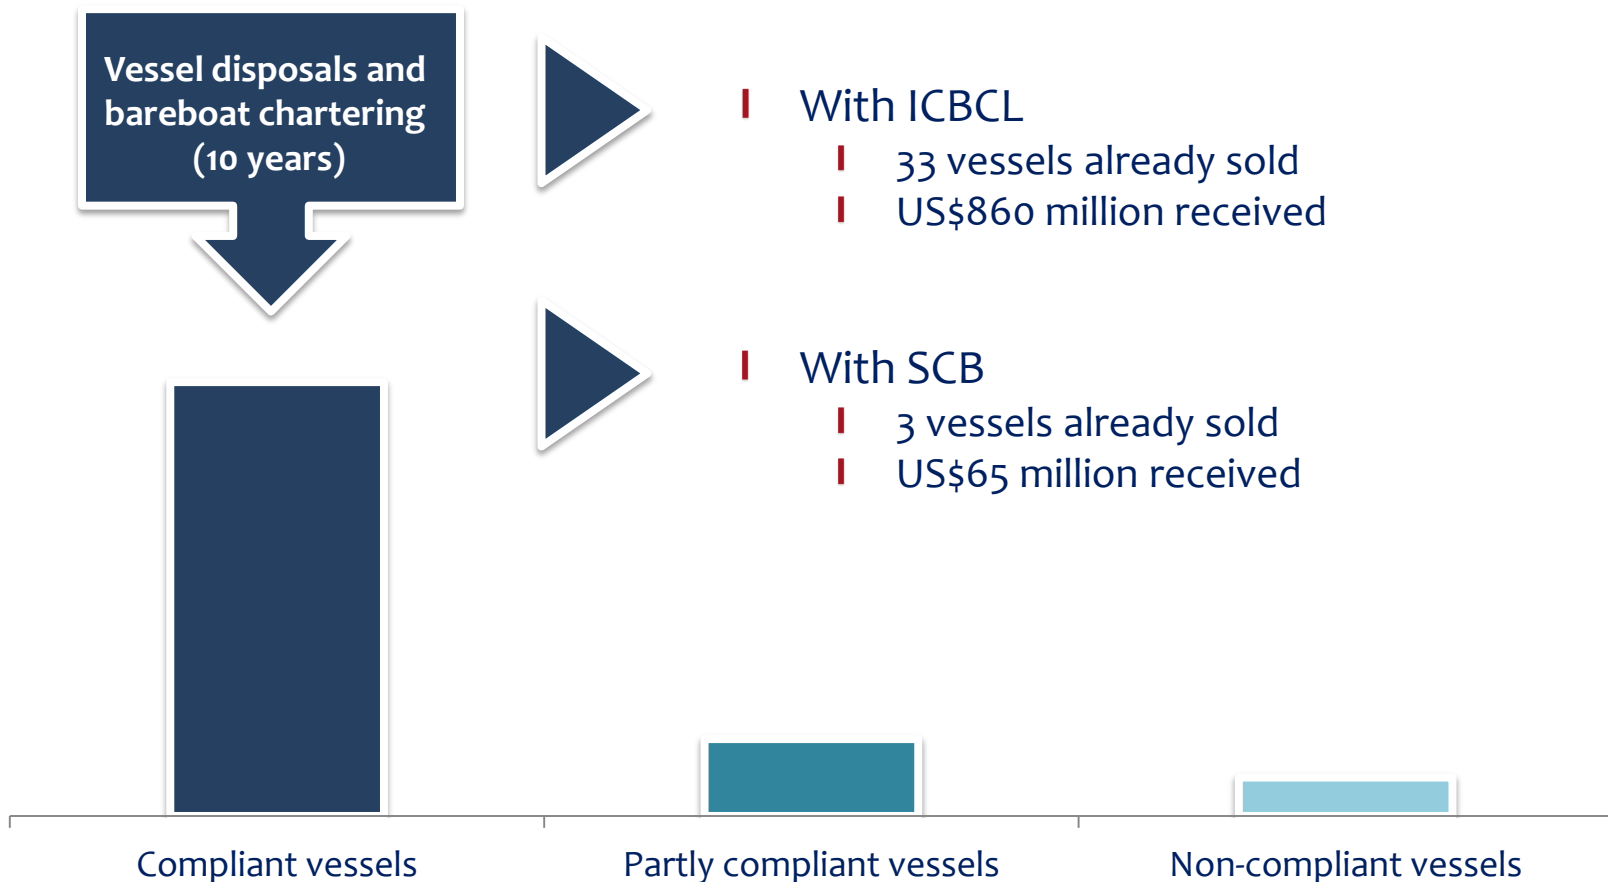 Vessel disposals and
bareboat chartering
(10 years)
With ICBCL
33 vessels already sold
US$860 million received
With SCB
3 vessels already sold
US$65 million received
Compliant vessels
Partly compliant vessels
Non-compliant vessels